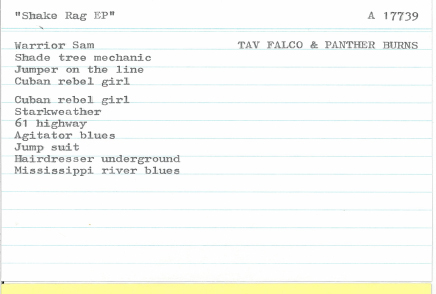 "Shake Rag EP" A 17739
Warrior Sam TAV FALCO & PANTHER BURNS
Shade tree mechanic
Jumper on the line
Cuban rebel girl
Cuban rebel girl
Starkweather
61 highway
Agitator blues
Jump suit
Hairdresser underground
Mississippi river blues